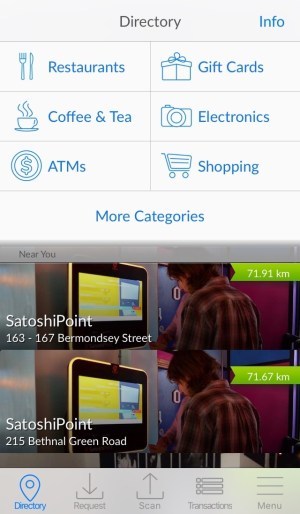 Directory Info
Restaurants Gift Cards
Coffee & Tea Electronics
$ ATMs Shopping
More Categories
Near You
71.91 km
SatoshiPoint
163 - 167 Bermondsey Street
71.67 km
SatoshiPoint
215 Bethnal Green Road
Directory Request Scan Transactions Menu